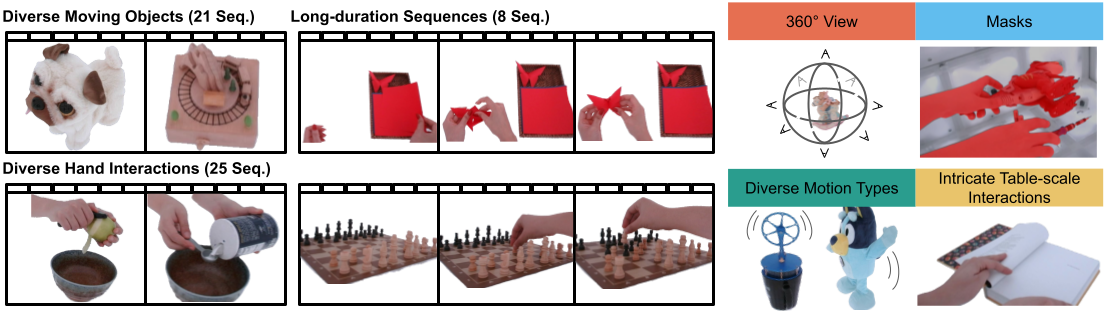 Diverse Moving Objects (21 Seq.)
Long-duration Sequences (8 Seq.)
360° View
Masks
Diverse Hand Interactions (25 Seq.)
Diverse Motion Types
Intricate Table-scale
Interactions